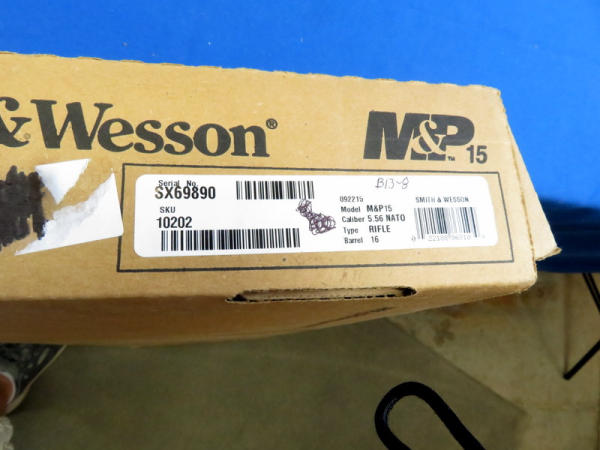 & Wesson®
M&P™ 15
Serial No.
SX69890
SKU
10202
B13-8
092215
Model M&P15
Caliber 5.56 NATO
Type RIFLE
Barrel 16
SMITH & WESSON